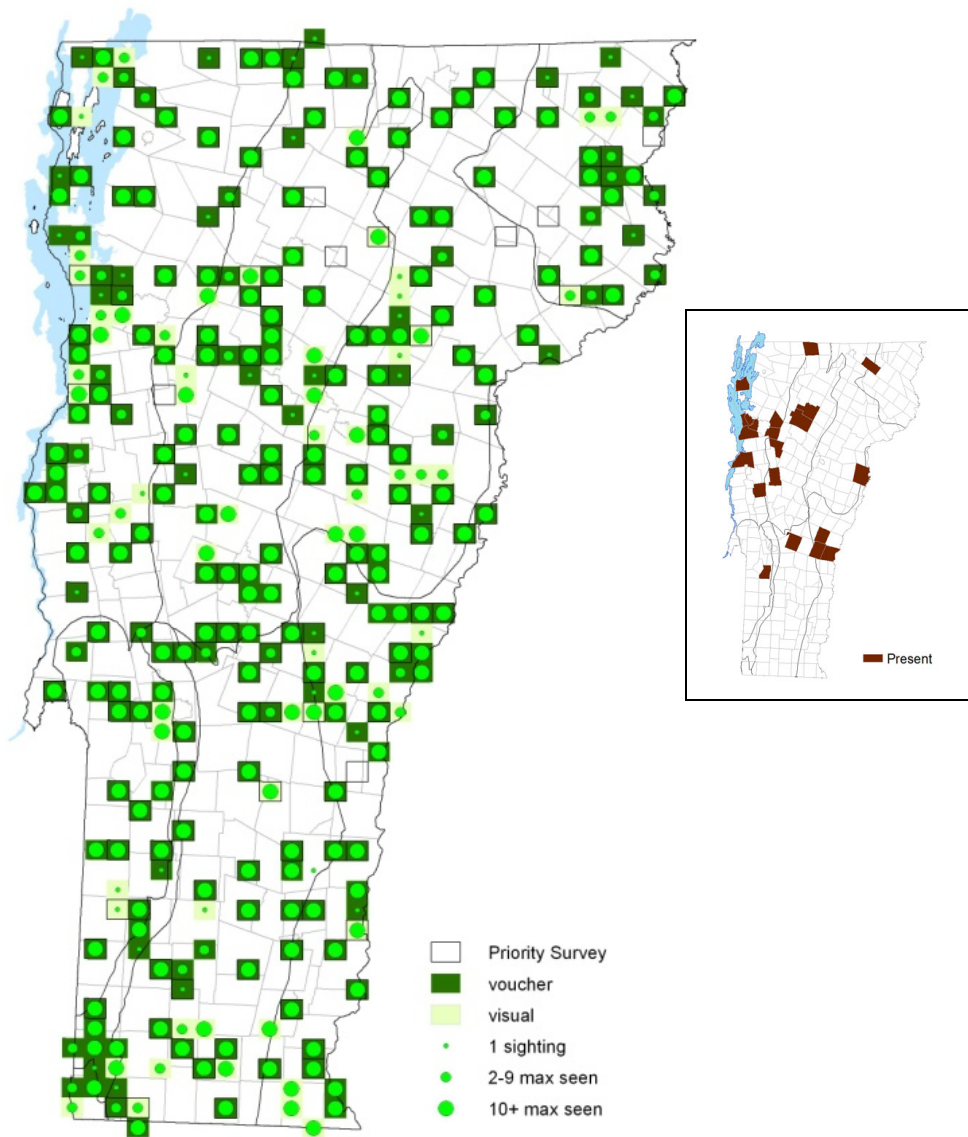 Present
Priority Survey
voucher
visual
1 sighting
2-9 max seen
10+ max seen